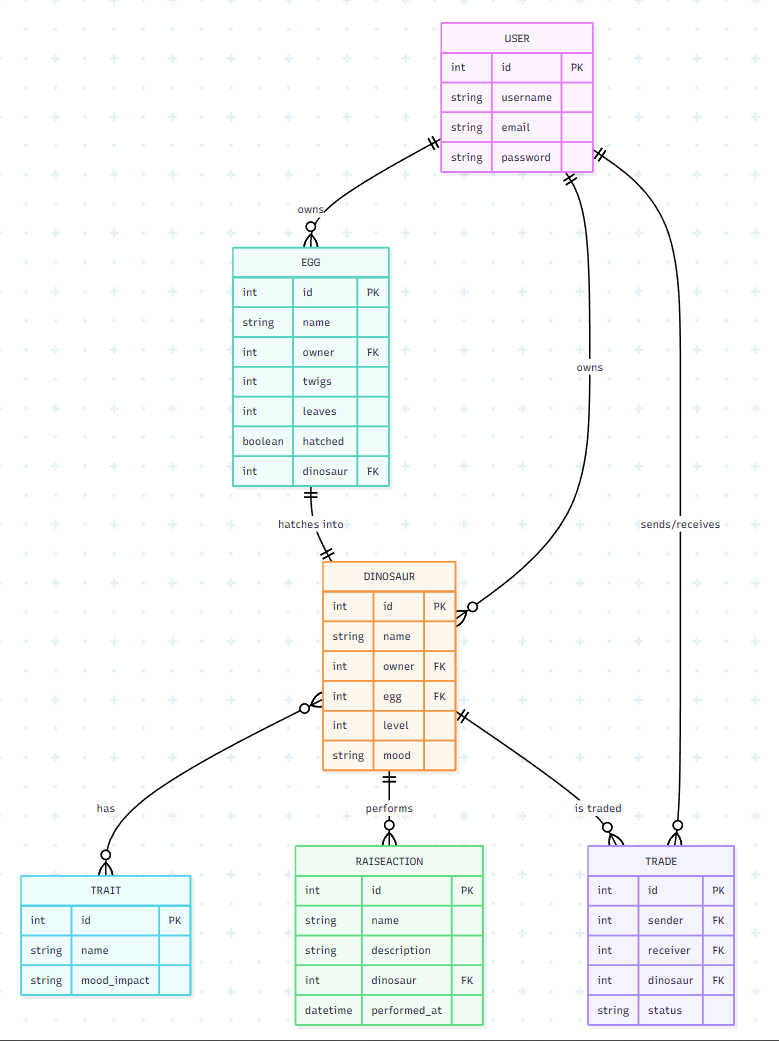 USER
int id PK
string username
string email
string password
owns
EGG
int id PK
string name
int owner FK
int twigs
int leaves
boolean hatched
int dinosaur FK
owns
hatches into
sends/receives
DINOSAUR
int id PK
string name
int owner FK
int egg FK
int level
string mood
has
performs
is traded
TRAIT
int id PK
string name
string mood_impact
RAISEACTION
int id PK
string name
string description
int dinosaur FK
datetime performed_at
TRADE
int id PK
int sender FK
int receiver FK
int dinosaur FK
string status